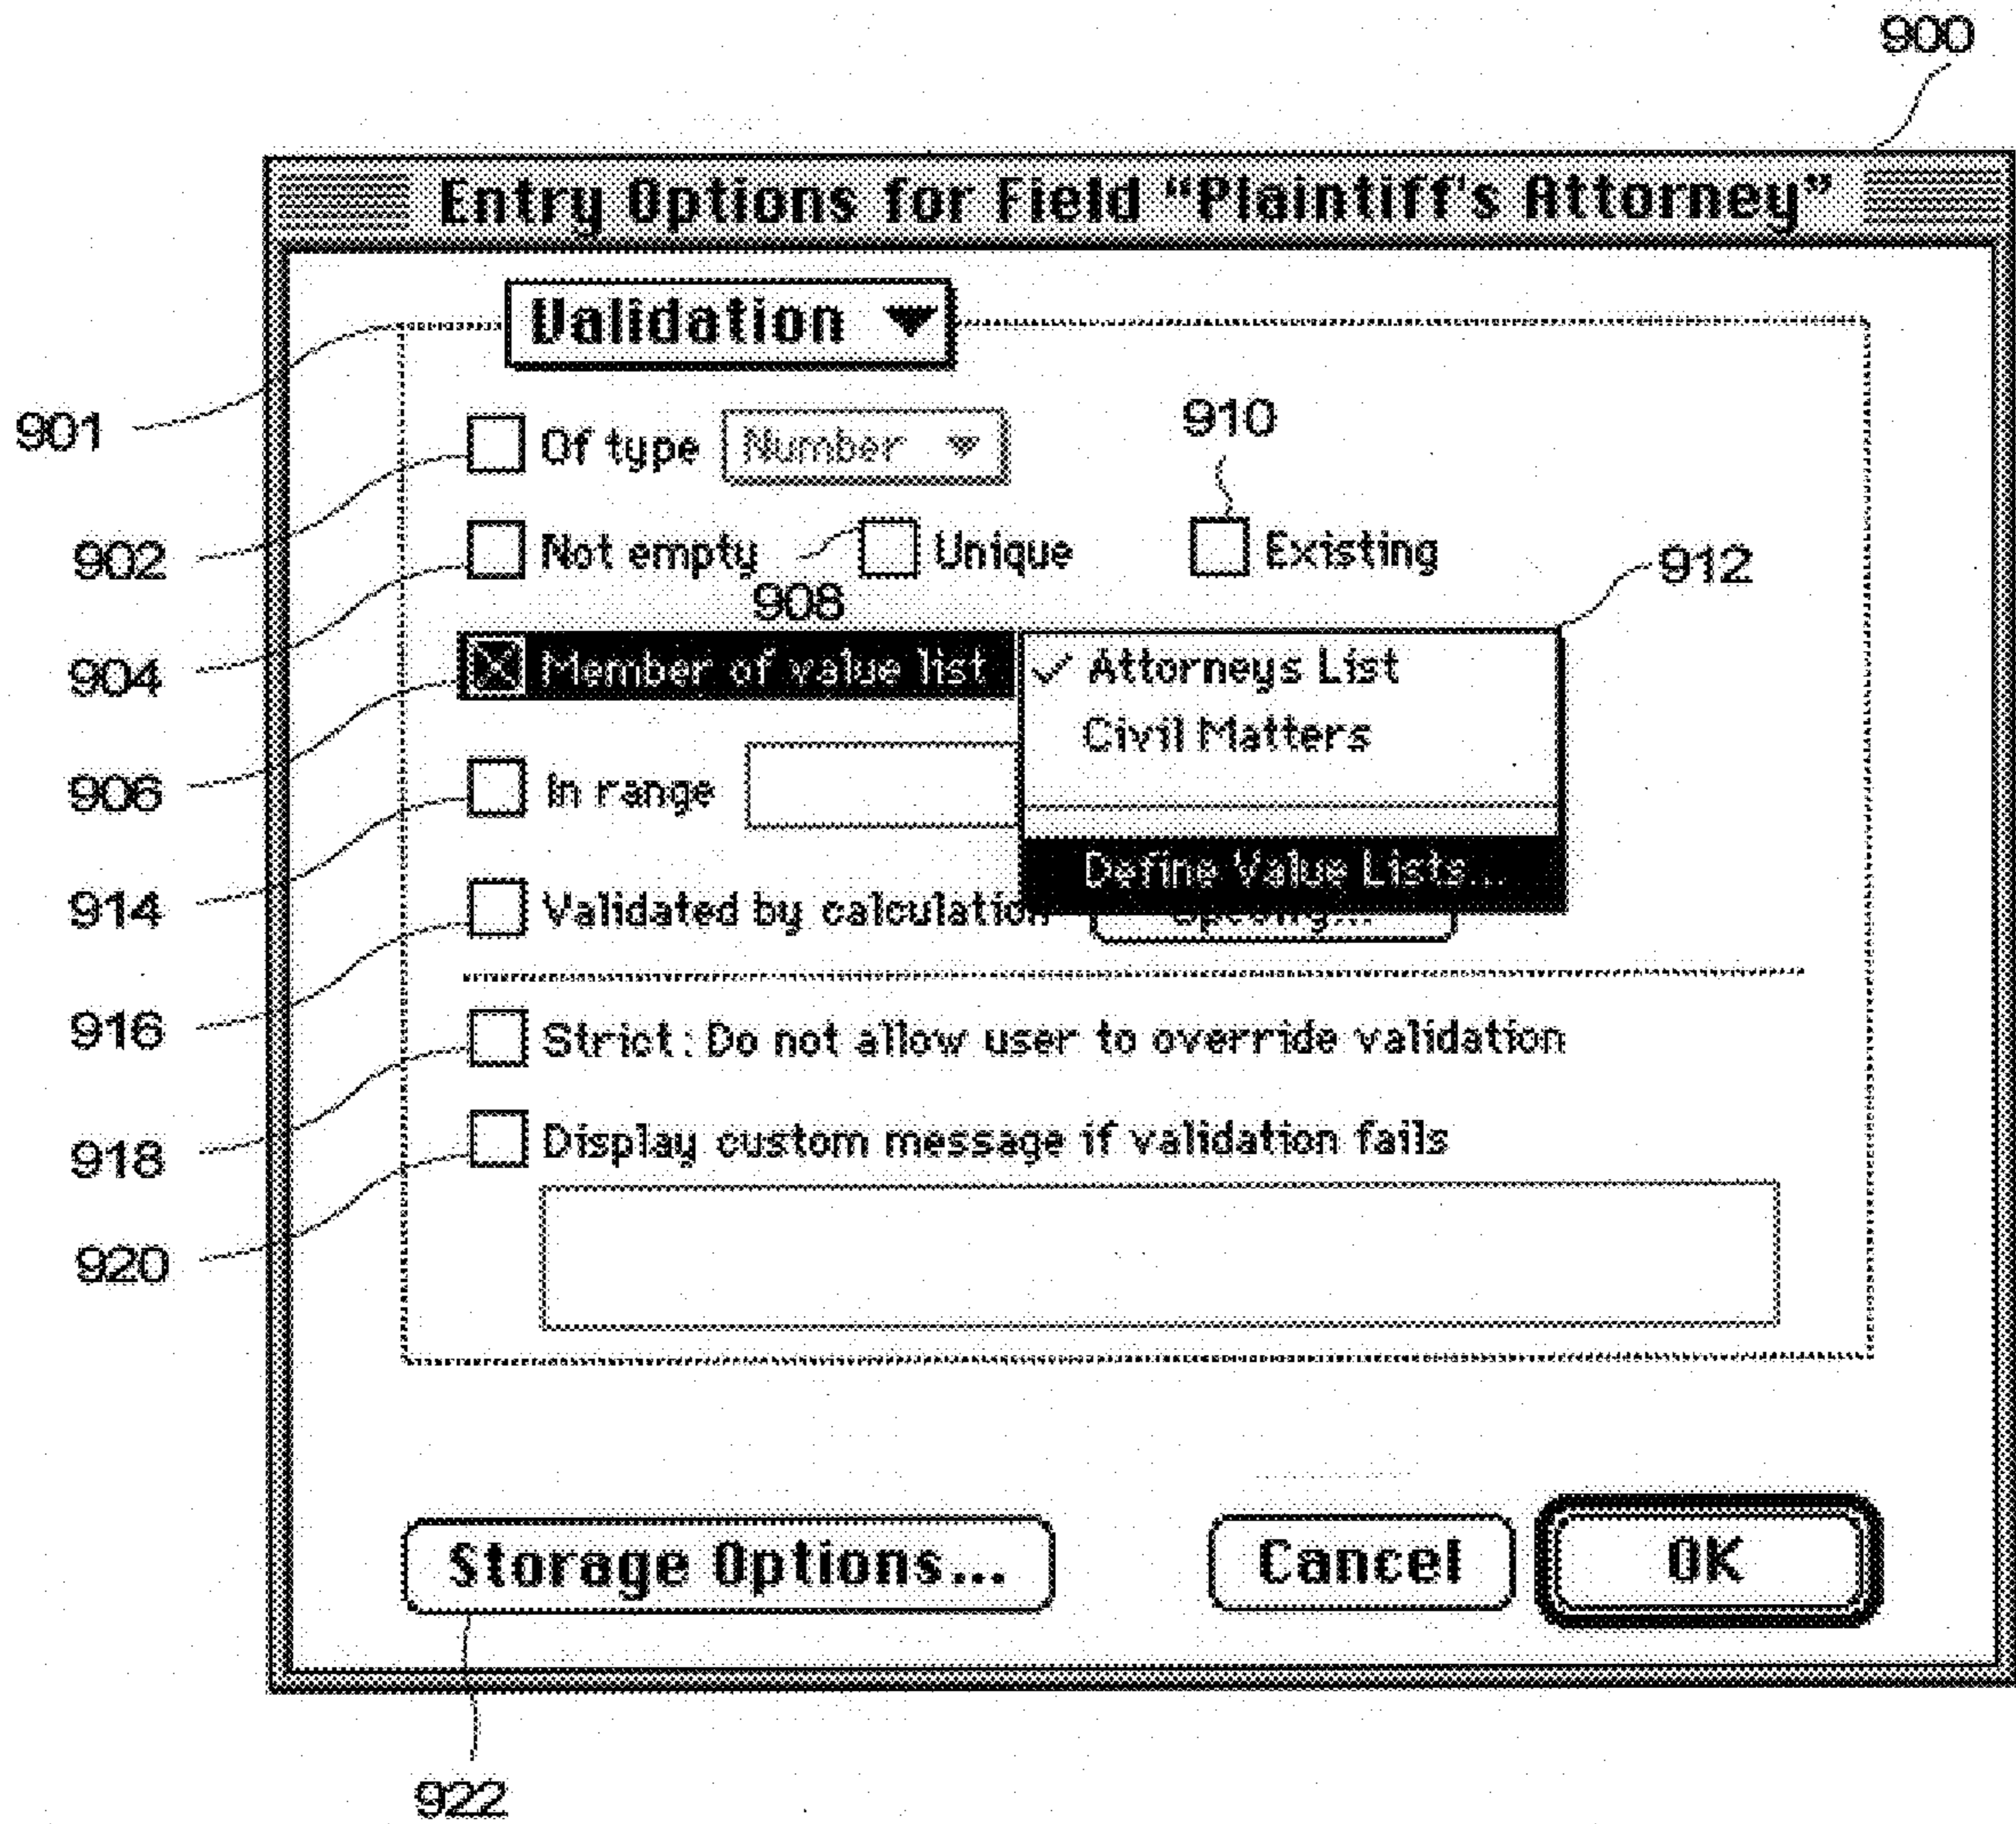 900
Entry Options for Field “Plaintiff's Attorney”
Validation
901
Of type Number
910
902
Not empty Unique Existing
912
908
904
Member of value list
Attorneys List
Civil Matters
906
In range
Define Value Lists...
914
Validated by calculation
916
Strict: Do not allow user to override validation
918
Display custom message if validation fails
920
Storage Options... Cancel OK
922